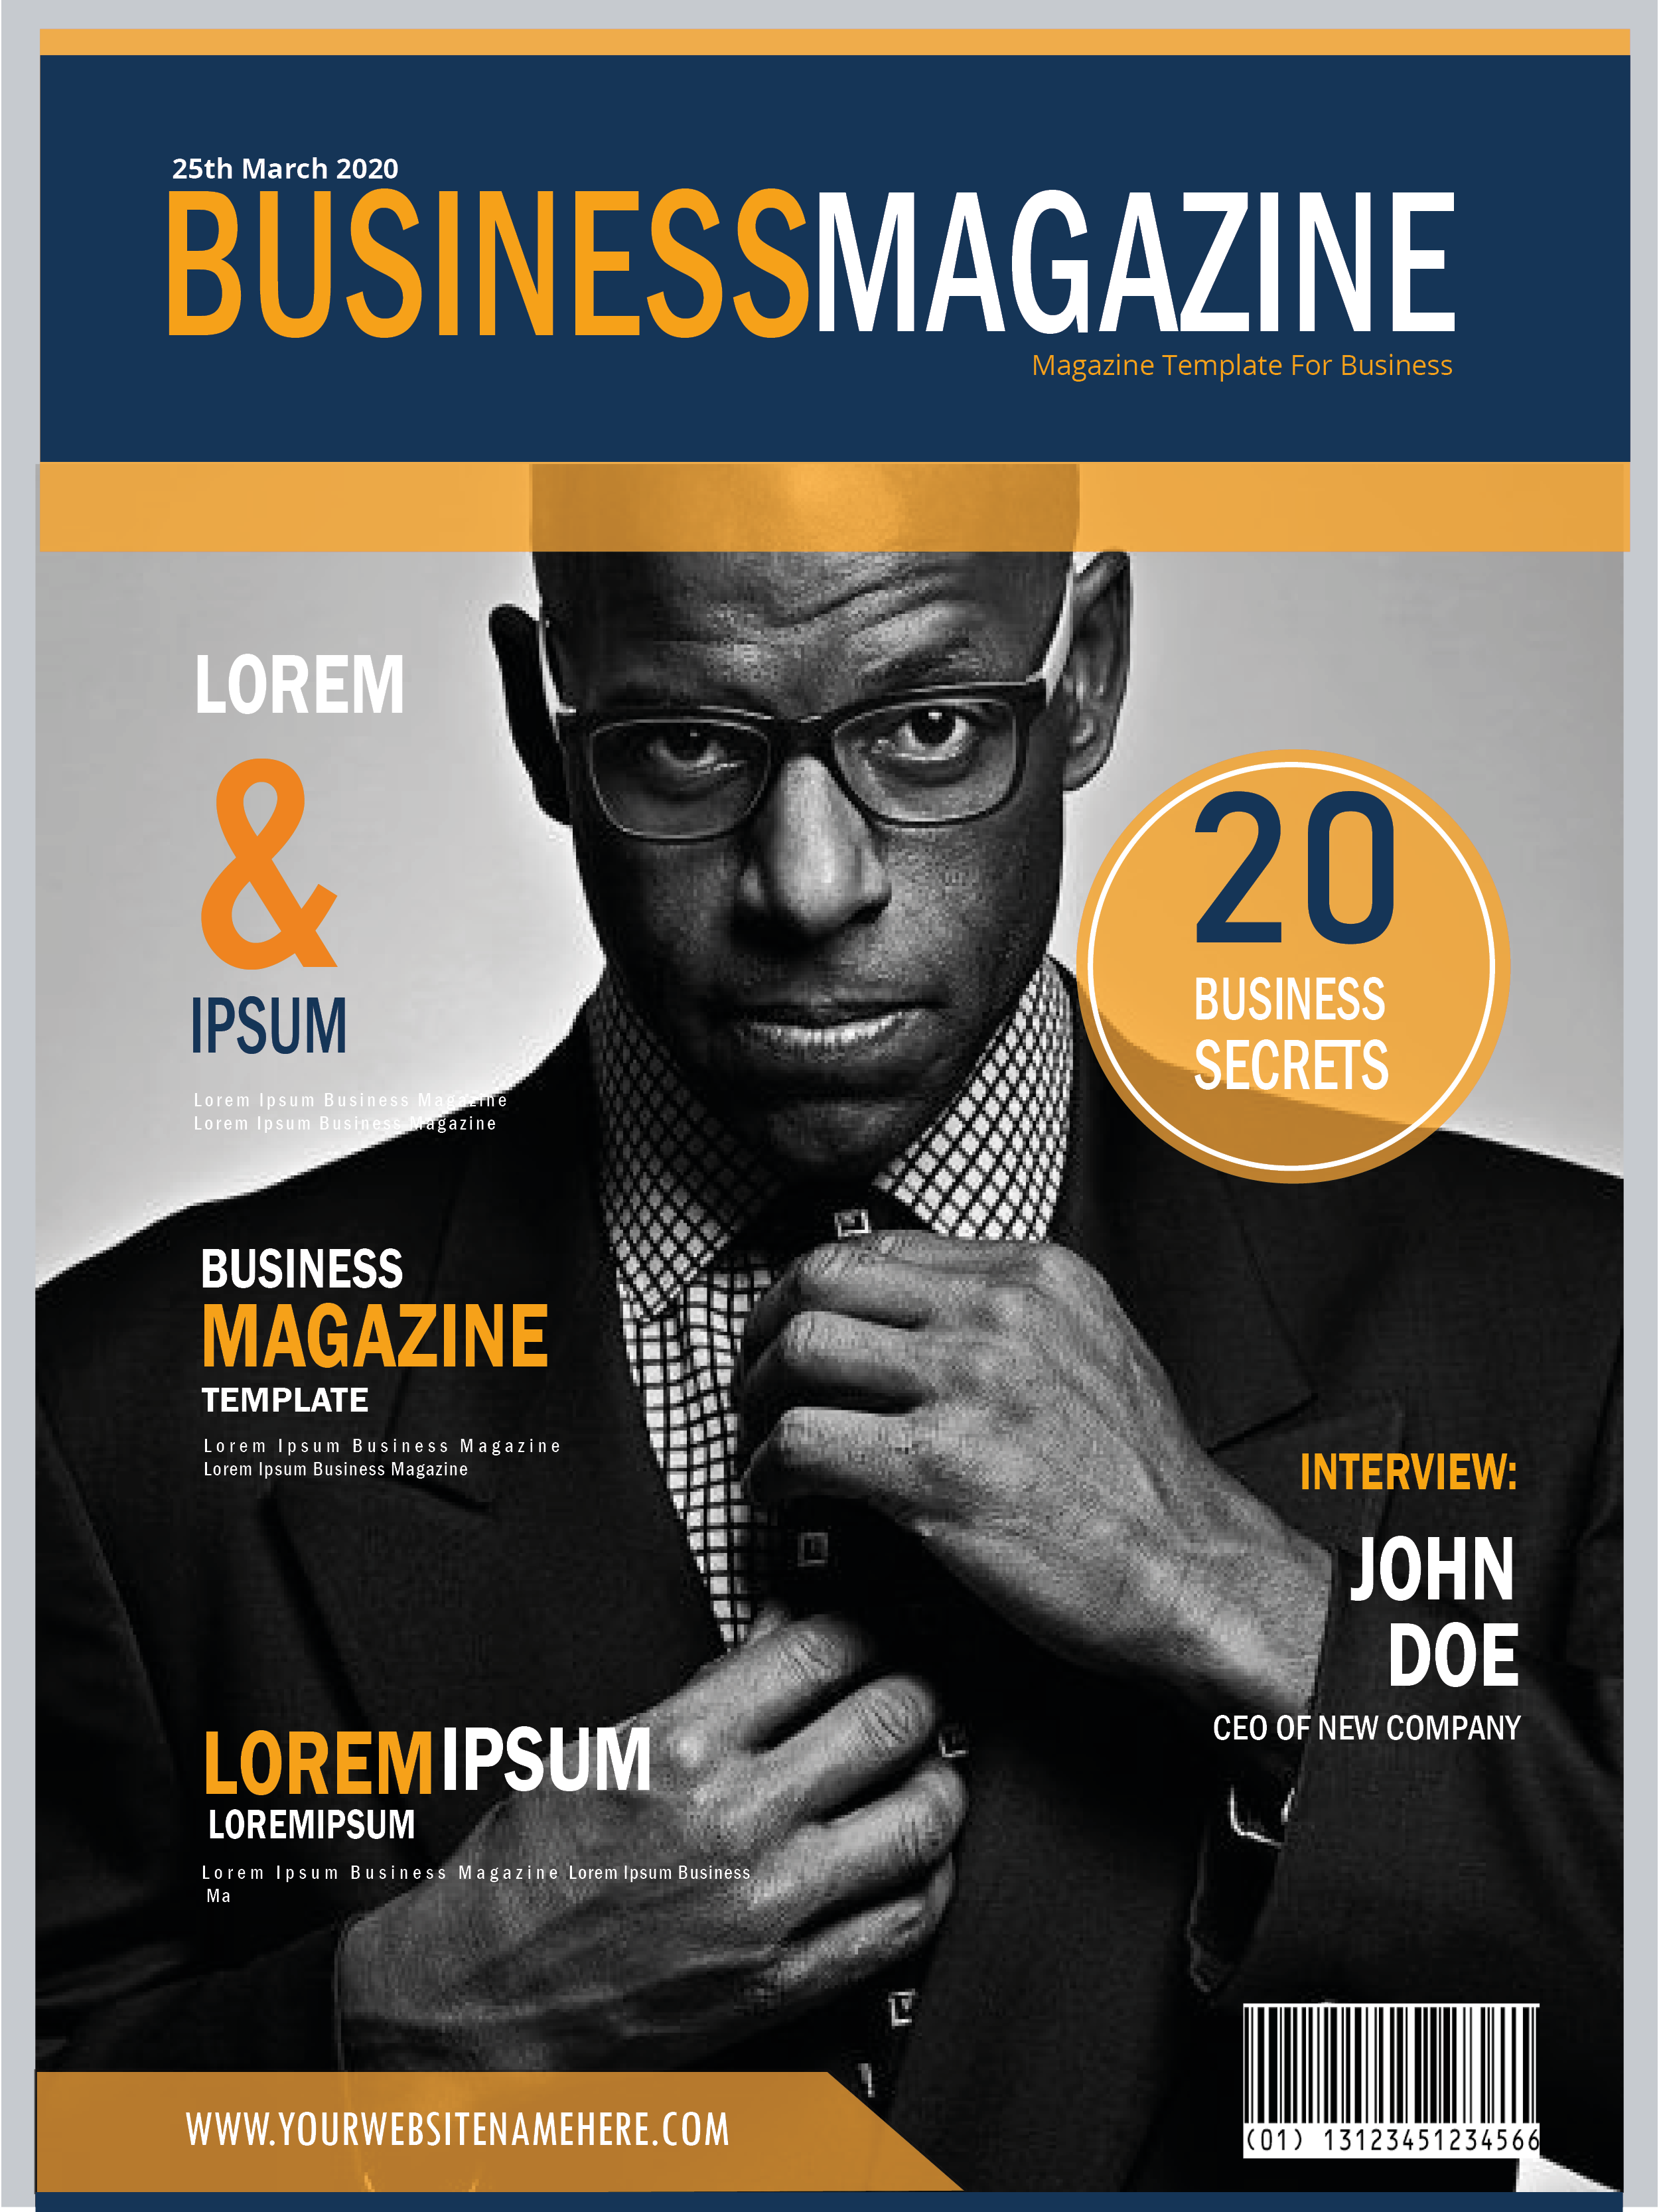 25th March 2020
BUSINESSMAGAZINE
Magazine Template For Business
LOREM
&
IPSUM
Lorem Ipsum Business Magazine
Lorem Ipsum Business Magazine
20
BUSINESS
SECRETS
BUSINESS
MAGAZINE
TEMPLATE
Lorem Ipsum Business Magazine
Lorem Ipsum Business Magazine
INTERVIEW:
JOHN
DOE
CEO OF NEW COMPANY
LOREM IPSUM
LOREMIPSUM
Lorem Ipsum Business Magazine Lorem Ipsum Business
Ma
WWW.YOURWEBSITENAMEHERE.COM
(01) 13123451234566